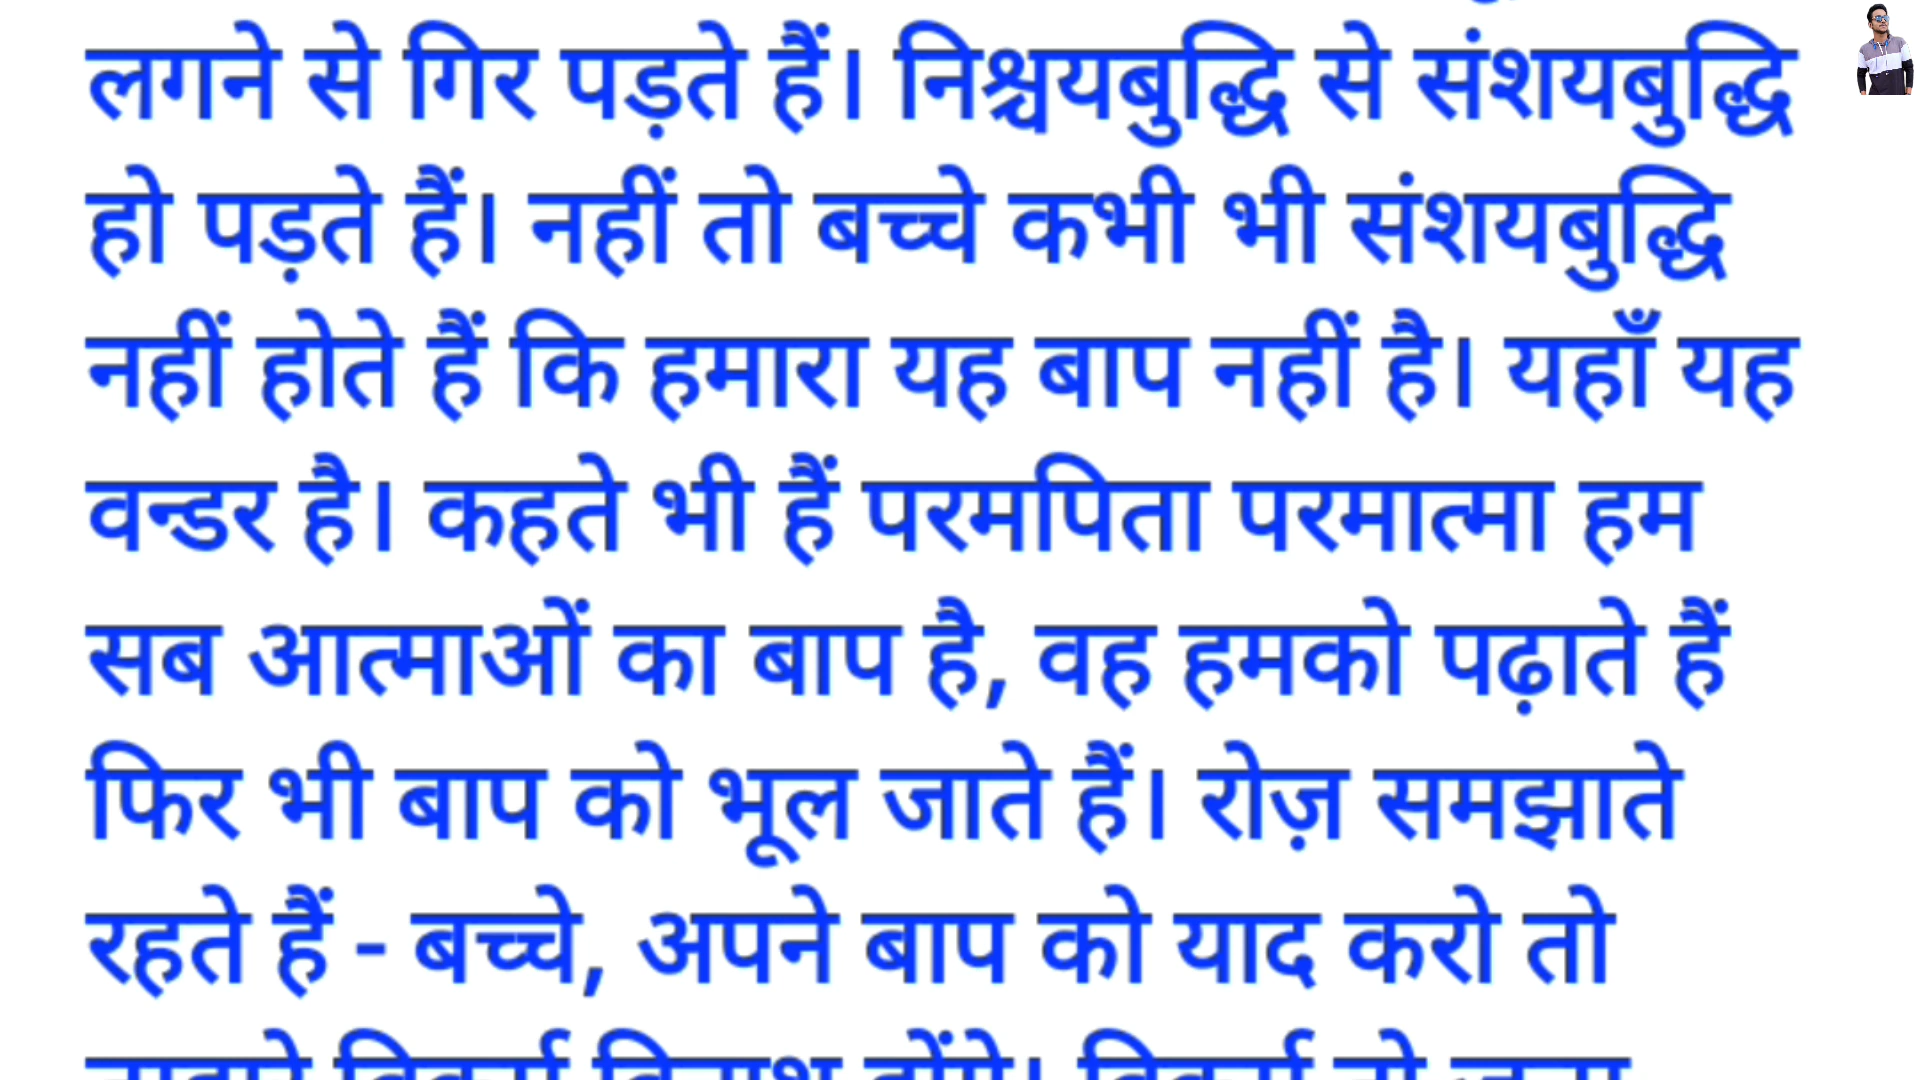 लगने से गिर पड़ते हैं। निश्चयबुद्धि से संशयबुद्धि
हो पड़ते हैं। नहीं तो बच्चे कभी भी संशयबुद्धि
नहीं होते हैं कि हमारा यह बाप नहीं है। यहाँ यह
वन्डर है। कहते भी हैं परमपिता परमात्मा हम
सब आत्माओं का बाप है, वह हमको पढ़ाते हैं
फिर भी बाप को भूल जाते हैं। रोज़ समझाते
रहते हैं - बच्चे, अपने बाप को याद करो तो